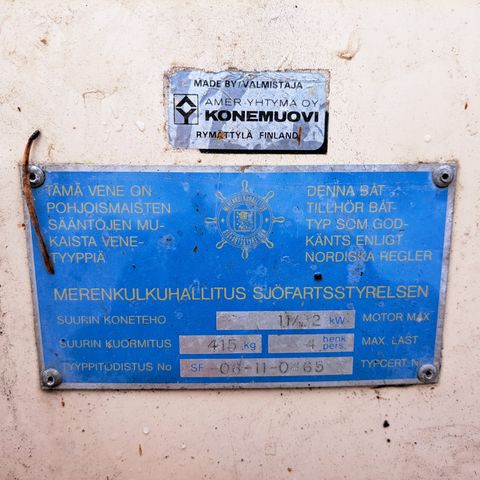 MADE BY/VALMISTAJA
AMER-YHTYMÄ OY
KONEMUOVI
RYMÄTTYLÄ FINLAND
TÄMÄ VENE ON
POHJOISMAISTEN
SÄÄNTÖJEN MU-
KAISTA VENE-
TYYPPIÄ
DENNA BÅT
TILLHÖR BÅT-
TYP SOM GOD-
KÄNTS ENLIGT
NORDISKA REGLER
MERENKULKUHALLITUS SJÖFARTSSTYRELSEN
SUURIN KONETEHO kW MOTOR MAX
SUURIN KUORMITUS 415 kg 4 henk pers. MAX. LAST
TYYPPITODISTUS No SF TYPCERT. Nr